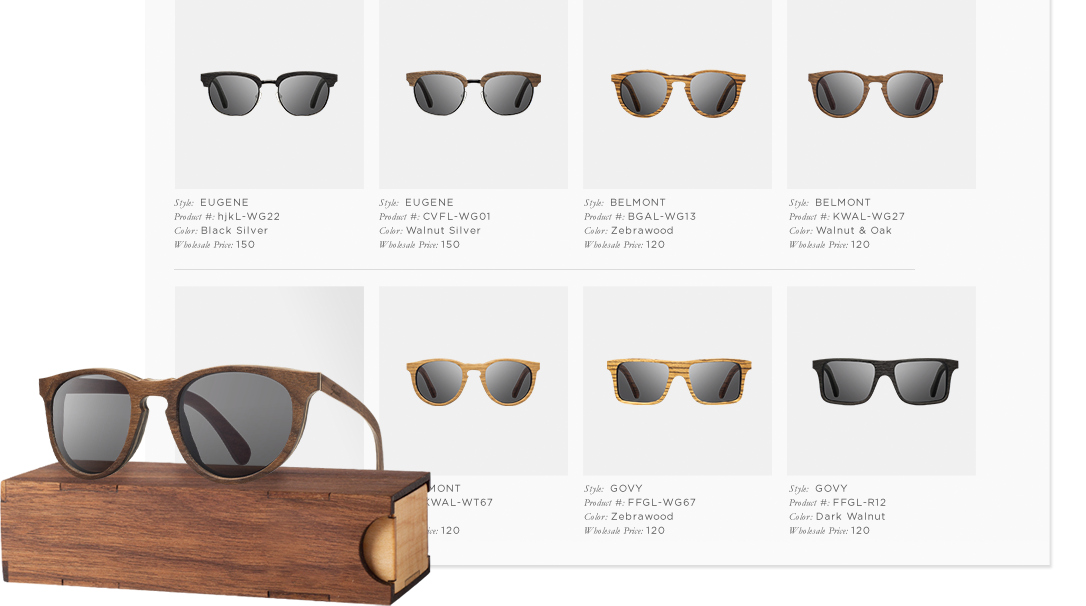 Style: EUGENE
Product #: hjkL-WG22
Color: Black Silver
Wholesale Price: 150
Style: EUGENE
Product #: CVFL-WG01
Color: Walnut Silver
Wholesale Price: 150
Style: BELMONT
Product #: BGAL-WG13
Color: Zebrawood
Wholesale Price: 120
Style: BELMONT
Product #: KWAL-WG27
Color: Walnut & Oak
Wholesale Price: 120
MONT
KWAL-WT67
120
Style: GOVY
Product #: FFGL-WG67
Color: Zebrawood
Wholesale Price: 120
Style: GOVY
Product #: FFGL-R12
Color: Dark Walnut
Wholesale Price: 120